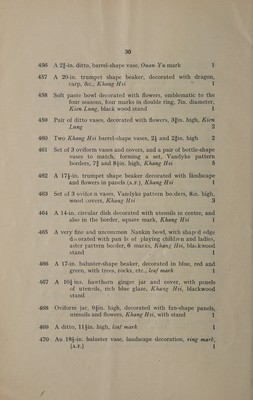 30
456 A 2¾-in. ditto, barrel-shape vase, Ouan-Yu mark 1
457 A 20-in. trumpet shape beaker, decorated with dragon,
carp, &c., Khang Hsi 1
458 Soft paste bowl decorated with flowers, emblematic to the
four seasons, four marks in double ring, 7in. diameter,
Kien Lung, black wood stand 1
459 Pair of ditto vases, decorated with flowers, 3¾in. high, Kien
Lung 2
460 Two Khang Hsi barrel-shape vases, 2¼ and 2¾in. high 2
461 Set of 3 oviform vases and covers, and a pair of bottle-shape
vases to match, forming a set, Vandyke pattern
borders, 7¾ and 8¼in. high, Khang Hsi 5
462 A 17¼-in. trumpet shape beaker decorated with landscape
and flowers in panels (A.F.), Khang Hsi 1
463 Set of 3 oviform vases, Vandyke pattern borders, 8in. high,
wood covers, Khang Hsi 3
464 A 14-in. circular dish decorated with utensils in centre, and
also in the border, square mark, Khang Hsi 1
465 A very fine and uncommon Nankin bowl, with shaped edge
decorated with panels of playing children and ladies,
aster pattern border, 6 marks, Khang Hsi, blackwood
stand 1
466 A 17-in. baluster-shape beaker, decorated in blue, red and
green, with trees, rocks, etc., leaf mark 1
467 A 10½ins. hawthorn ginger jar and cover, with panels
of utensils, rich blue glaze, Khang Hsi, blackwood
stand 1
468 Oviform jar, 9½in. high, decorated with fan-shape panels,
utensils and flowers, Khang Hsi, with stand 1
469 A ditto, 11½in. high, leaf mark 1
470 An 18¼-in. baluster vase, landscape decoration, ring mark,
(A.F.) 1